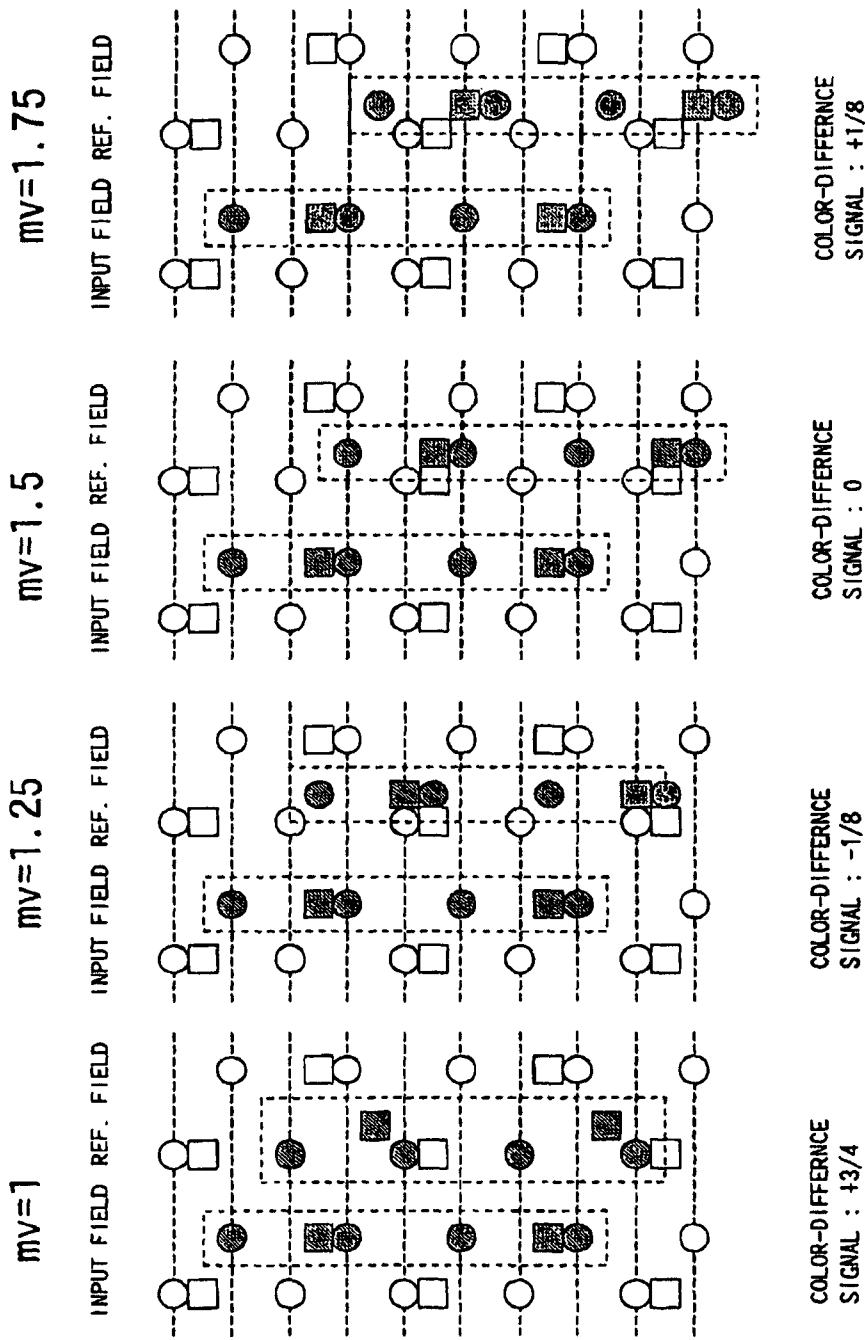 mv=1
INPUT FIELD REF. FIELD
COLOR-DIFFERNCE
SIGNAL : +3/4
mv=1.25
INPUT FIELD REF. FIELD
COLOR-DIFFERNCE
SIGNAL : -1/8
mv=1.5
INPUT FIELD REF. FIELD
COLOR-DIFFERNCE
SIGNAL : 0
mv=1.75
INPUT FIELD REF. FIELD
COLOR-DIFFERNCE
SIGNAL : +1/8